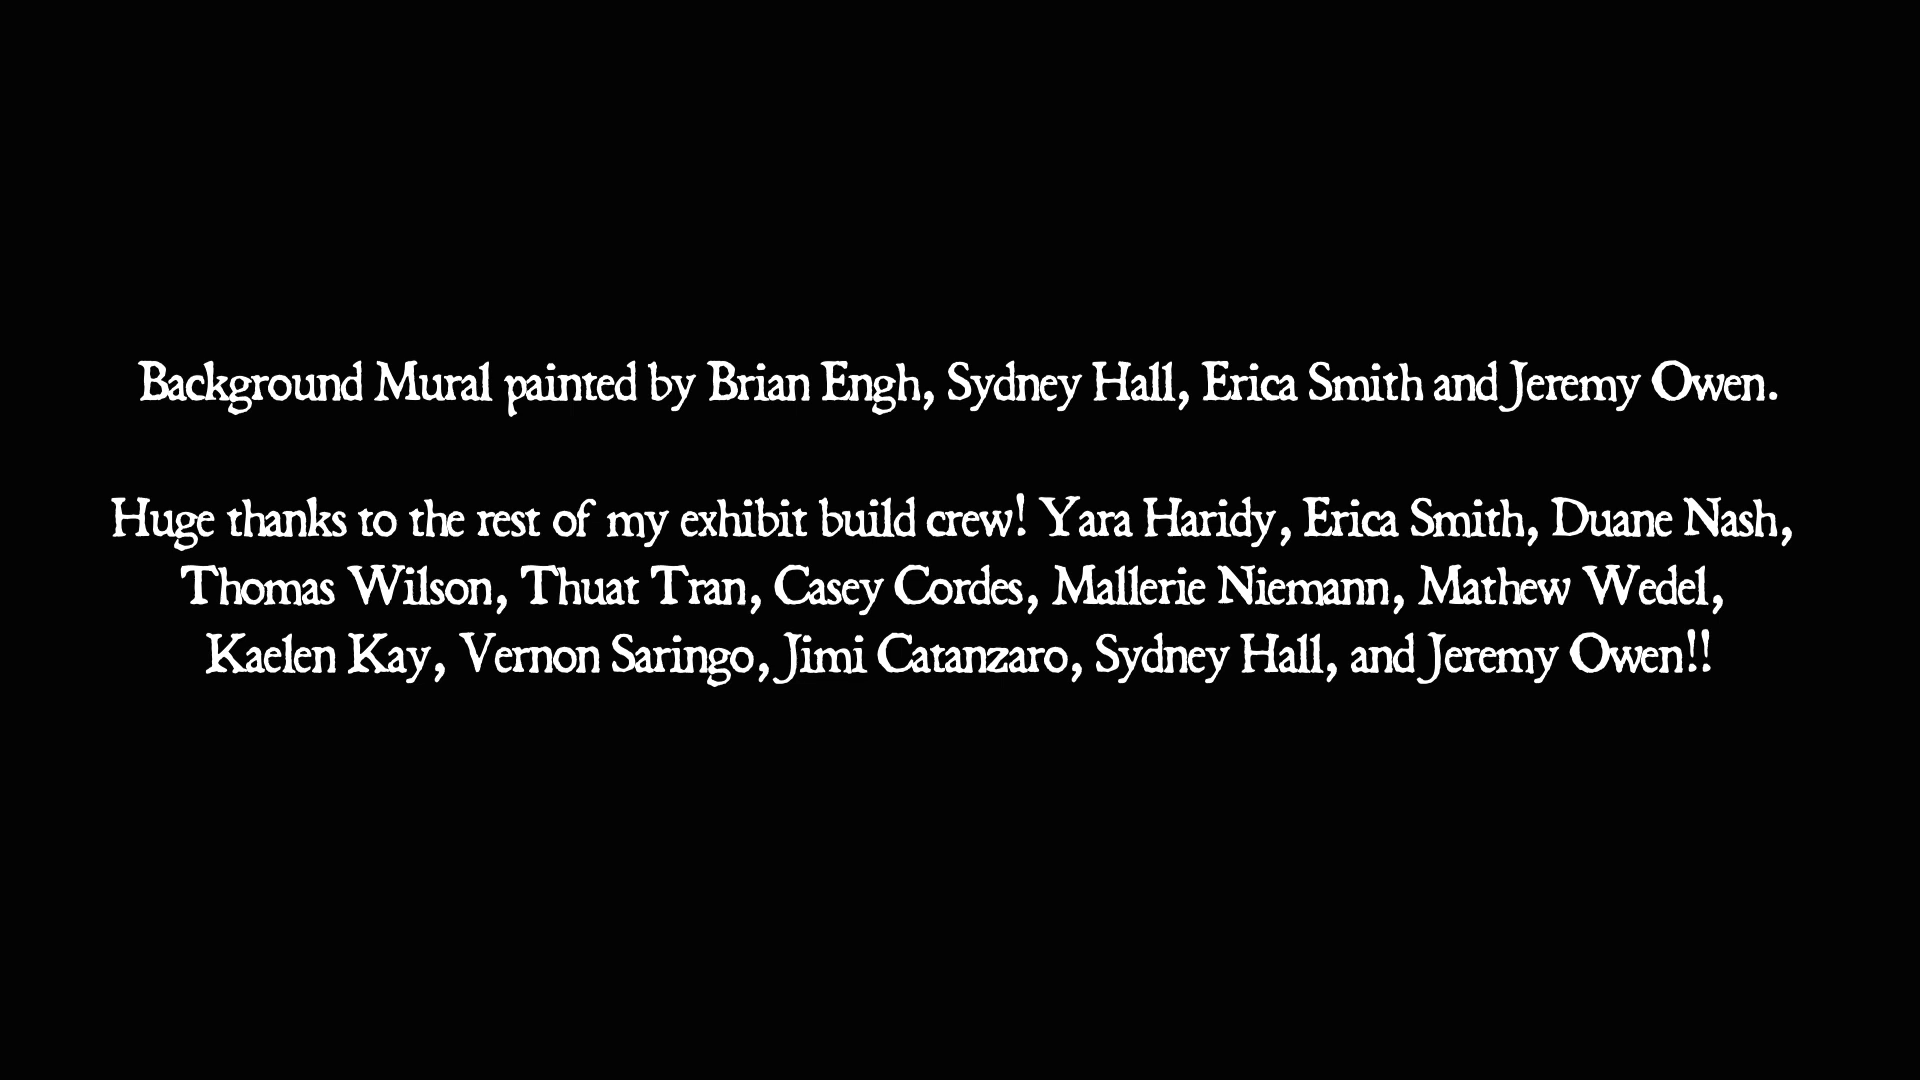 Background Mural painted by Brian Engh, Sydney Hall, Erica Smith and Jeremy Owen.
Huge thanks to the rest of my exhibit build crew! Yara Haridy, Erica Smith, Duane Nash,
Thomas Wilson, Thuat Tran, Casey Cordes, Mallerie Niemann, Mathew Wedel,
Kaelen Kay, Vernon Saringo, Jimi Catanzaro, Sydney Hall, and Jeremy Owen!!